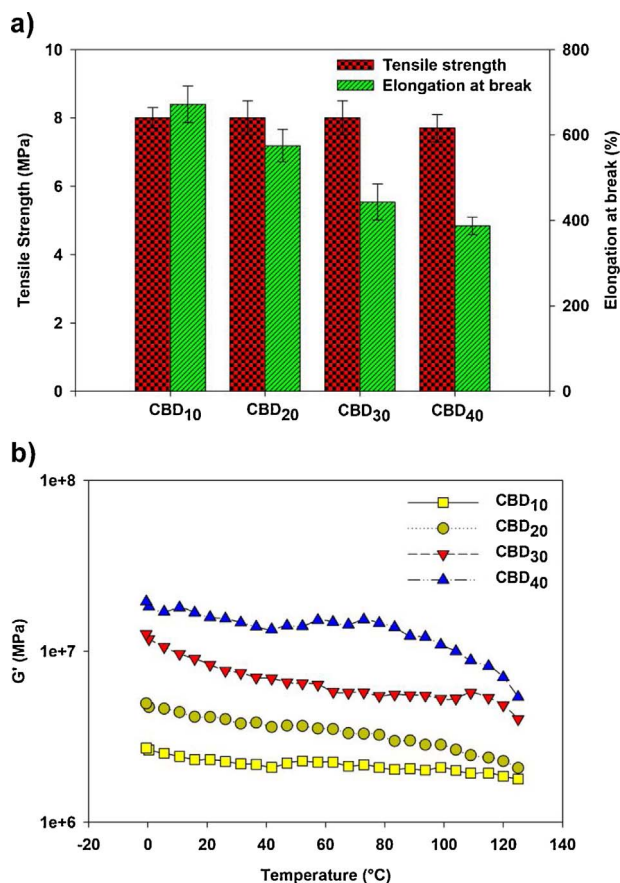 a)
10
8
6
4
2
0
Tensile Strength (MPa)
800
600
400
200
0
Elongation at break (%)
Tensile strength
Elongation at break
CBD10 CBD20 CBD30 CBD40
b)
1e+8
1e+7
1e+6
G' (MPa)
CBD10
CBD20
CBD30
CBD40
-20 0 20 40 60 80 100 120 140
Temperature (°C)